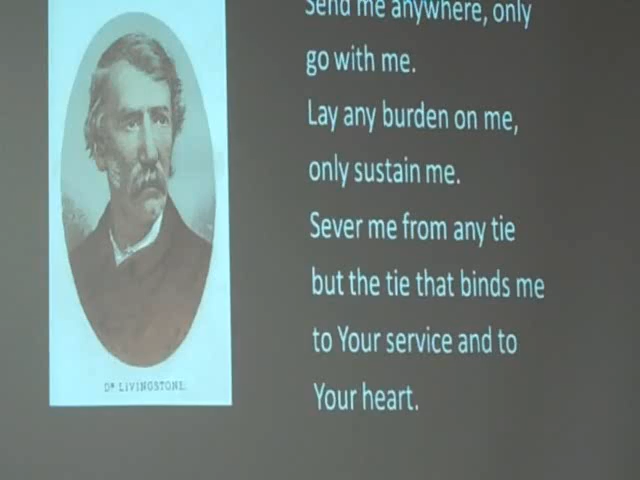 Send me anywhere, only
go with me.
Lay any burden on me,
only sustain me.
Sever me from any tie
but the tie that binds me
to Your service and to
Your heart.
DR LIVINGSTONE.